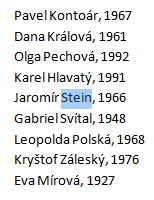 Pavel Kontoár, 1967
Dana Králová, 1961
Olga Pechová, 1992
Karel Hlavatý, 1991
Jaromír Stein, 1966
Gabriel Svítal, 1948
Leopolda Polská, 1968
Kryštof Záleský, 1976
Eva Mírová, 1927